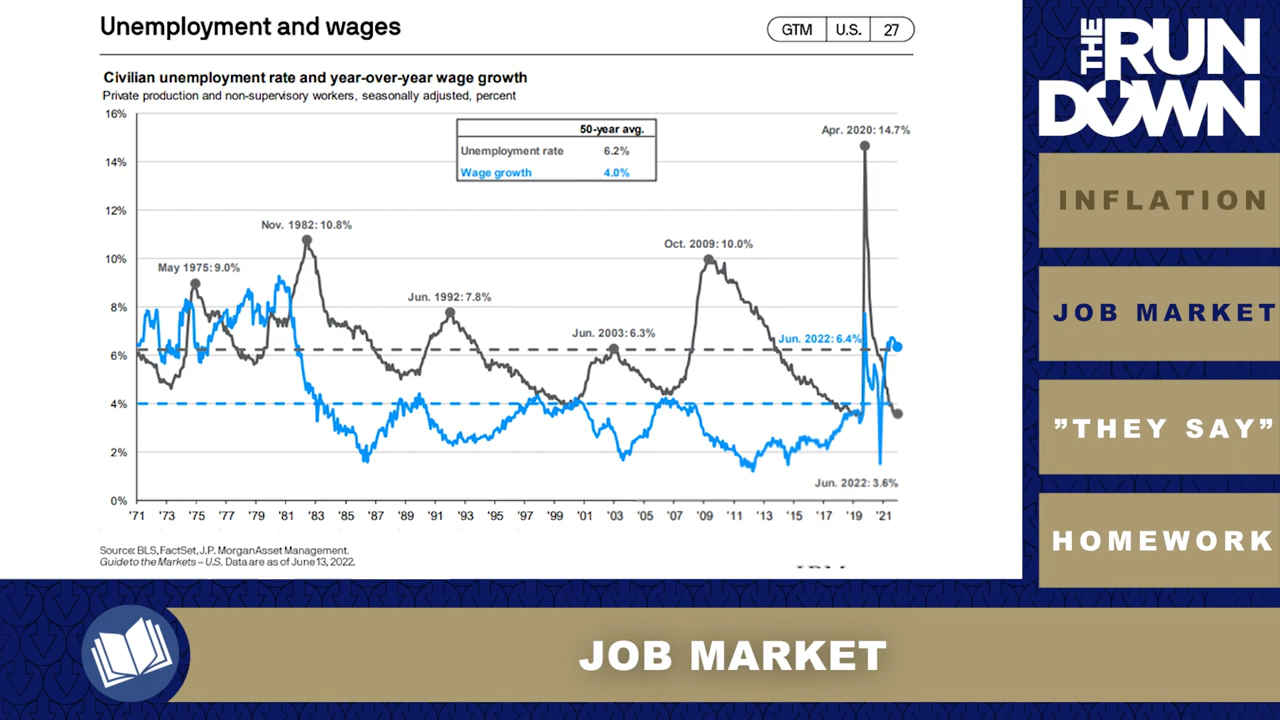 Unemployment and wages
GTM U.S. 27
Civilian unemployment rate and year-over-year wage growth
Private production and non-supervisory workers, seasonally adjusted, percent
16%
14%
12%
10%
8%
6%
4%
2%
0%
50-year avg.
Unemployment rate 6.2%
Wage growth 4.0%
Apr. 2020: 14.7%
Nov. 1982: 10.8%
Oct. 2009: 10.0%
May 1975: 9.0%
Jun. 1992: 7.8%
Jun. 2003: 6.3%
Jun. 2022: 6.4%
Jun. 2022: 3.6%
'71 '73 '75 '77 '79 '81 '83 '85 '87 '89 '91 '93 '95 '97 '99 '01 '03 '05 '07 '09 '11 '13 '15 '17 '19 '21
Source: BLS, FactSet, J.P. Morgan Asset Management.
Guide to the Markets – U.S. Data are as of June 13, 2022.
THE RUN
DOWN
INFLATION
JOB MARKET
"THEY SAY"
HOMEWORK
JOB MARKET